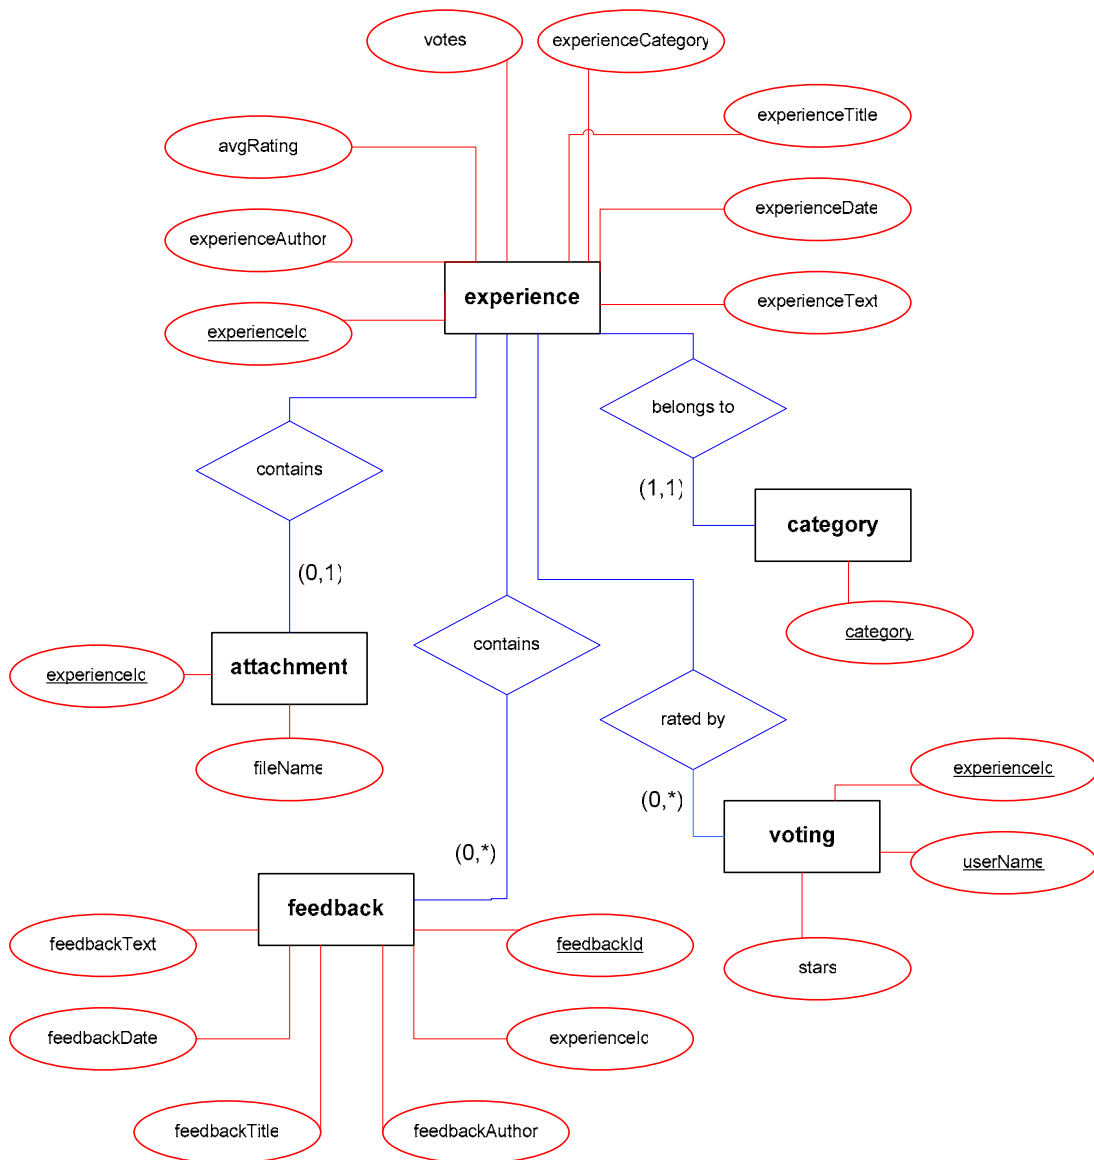 votes
experienceCategory
experienceTitle
avgRating
experienceDate
experienceAuthor
experience
experienceText
experienceId
belongs to
contains
(1,1)
category
(0,1)
category
contains
attachment
experienceId
rated by
fileName
experienceId
(0,*)
voting
(0,*)
userName
feedback
feedbackText
feedbackId
stars
feedbackDate
experienceId
feedbackTitle
feedbackAuthor